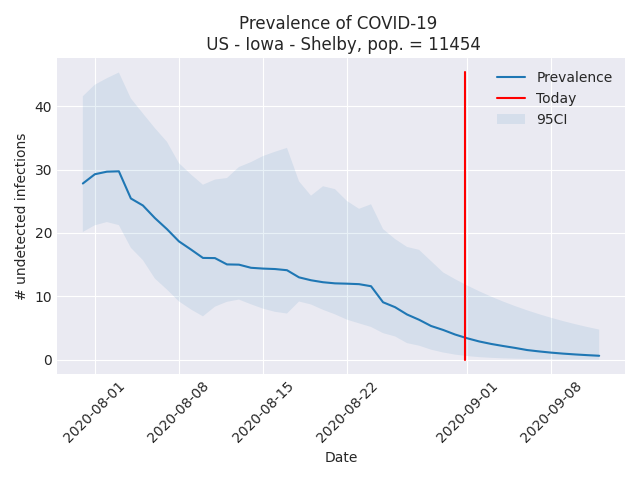 Prevalence of COVID-19
US - Iowa - Shelby, pop. = 11454
Prevalence
Today
95CI
# undetected infections
40
30
20
10
0
2020-08-01
2020-08-08
2020-08-15
2020-08-22
2020-09-01
2020-09-08
Date